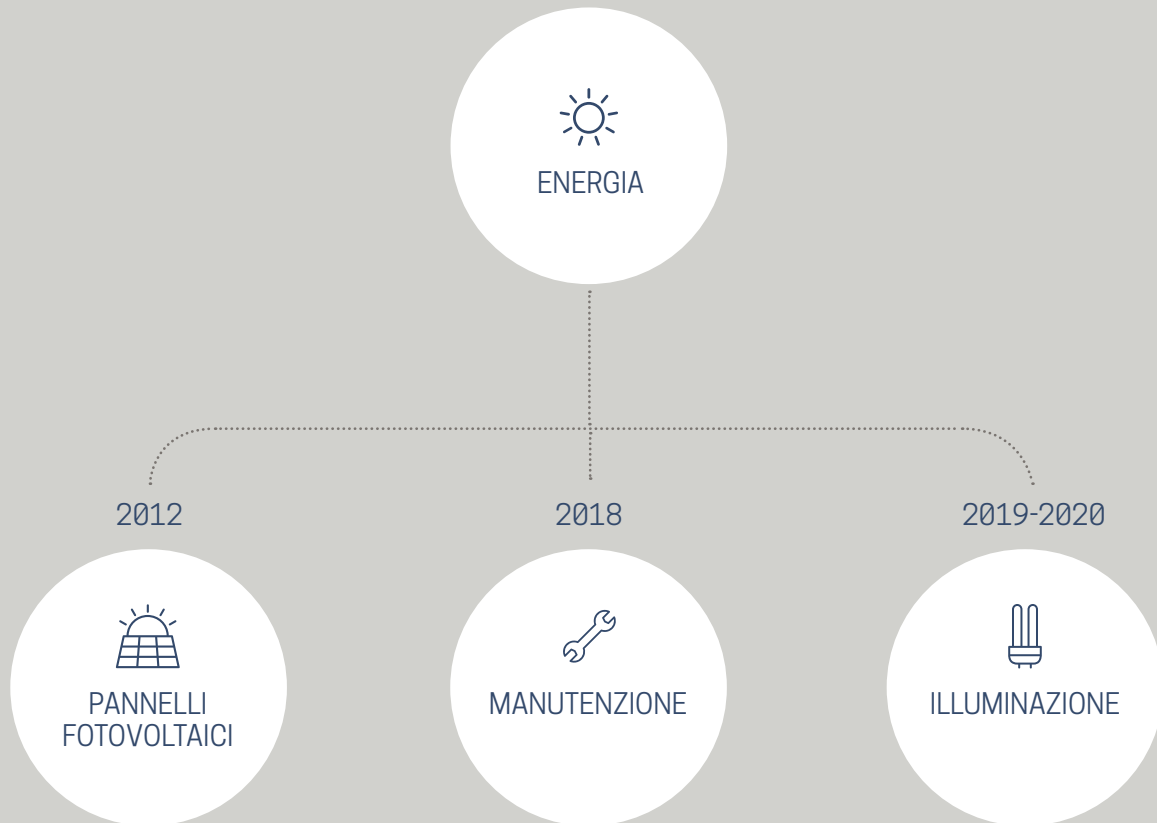 ENERGIA
2012
2018
2019-2020
PANNELLI
FOTOVOLTAICI
MANUTENZIONE
ILLUMINAZIONE